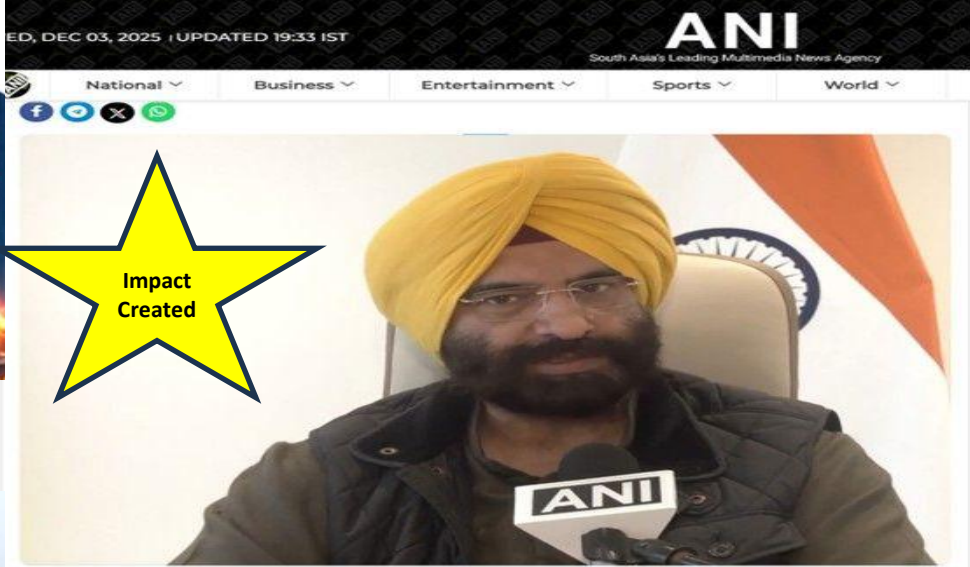 ED, DEC 03, 2025 | UPDATED 19:33 IST
ANI
South Asia's Leading Multimedia News Agency
National
Business
Entertainment
Sports
World
Impact
Created
ANI